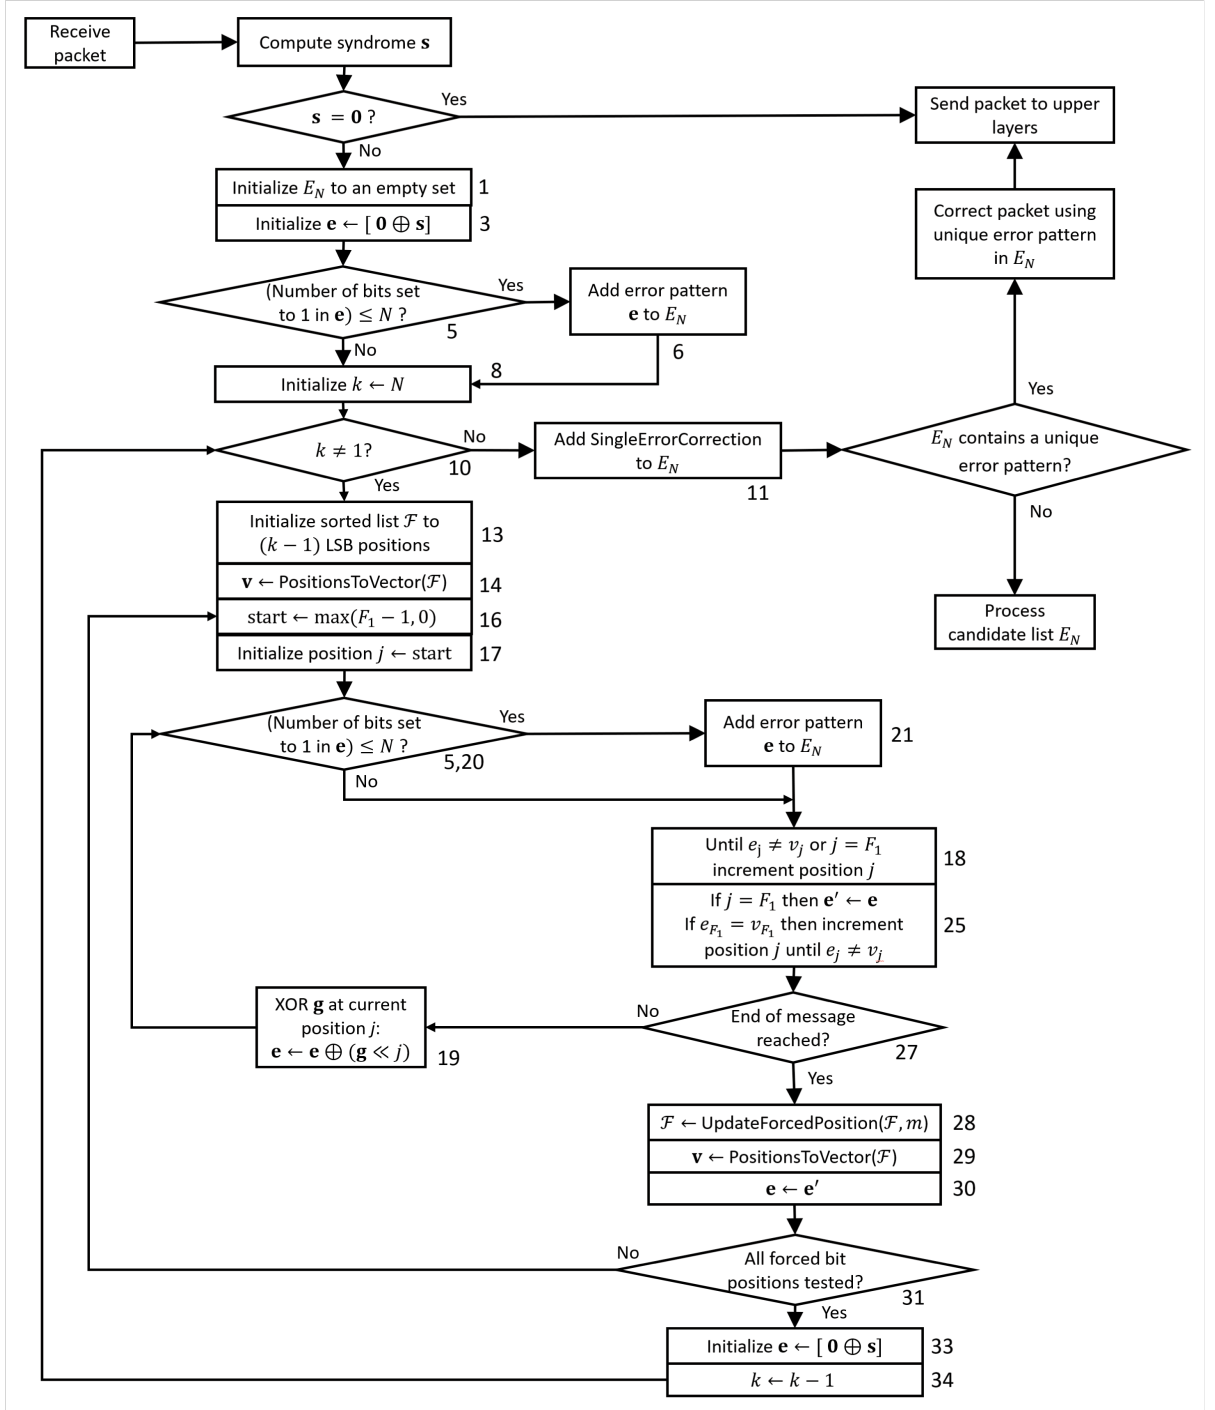 Receive
packet
Compute syndrome s
s = 0 ?
Yes
No
Send packet to upper
layers
Initialize E_N to an empty set
1
Initialize e ← [ 0 ⊕ s]
3
Correct packet using
unique error pattern
in E_N
(Number of bits set
to 1 in e) ≤ N ?
Yes
5
No
Add error pattern
e to E_N
6
Initialize k ← N
8
k ≠ 1?
No
10
Yes
Add SingleErrorCorrection
to E_N
11
E_N contains a unique
error pattern?
Yes
No
Process
candidate list E_N
Initialize sorted list ℱ to
(k − 1) LSB positions
13
v ← PositionsToVector(ℱ)
14
start ← max(F₁ − 1, 0)
16
Initialize position j ← start
17
(Number of bits set
to 1 in e) ≤ N ?
Yes
5,20
No
Add error pattern
e to E_N
21
Until e_j ≠ v_j or j = F₁
increment position j
18
If j = F₁ then e′ ← e
If e_F₁ = v_F₁ then increment
position j until e_j ≠ v_j
25
End of message
reached?
No
27
Yes
XOR g at current
position j:
e ← e ⊕ (g ≪ j)
19
ℱ ← UpdateForcedPosition(ℱ, m)
28
v ← PositionsToVector(ℱ)
29
e ← e′
30
All forced bit
positions tested?
No
31
Yes
Initialize e ← [ 0 ⊕ s]
33
k ← k − 1
34